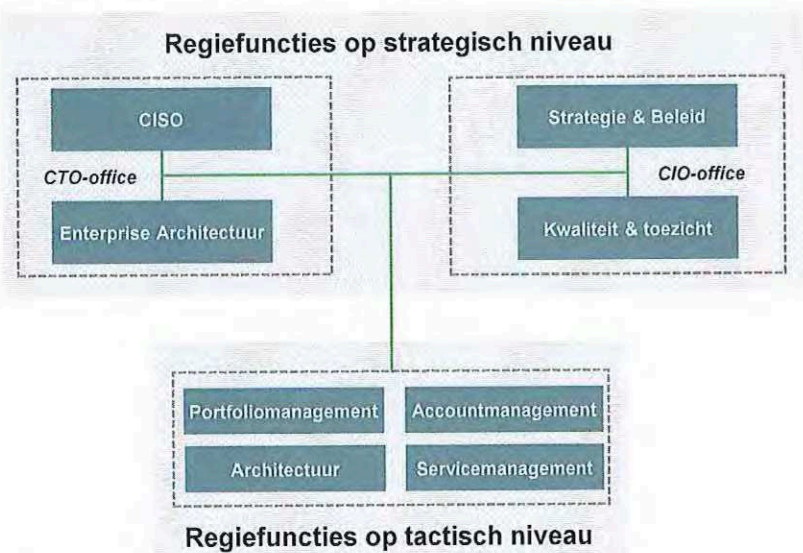 Regiefuncties op strategisch niveau
CISO
CTO-office
Enterprise Architectuur
Strategie & Beleid
CIO-office
Kwaliteit & toezicht
Portfoliomanagement
Accountmanagement
Architectuur
Servicemanagement
Regiefuncties op tactisch niveau